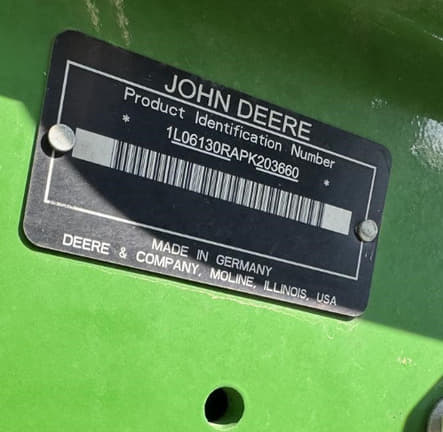 JOHN DEERE
Product Identification Number
* 1L06130RAPK203660 *
MADE IN GERMANY
DEERE & COMPANY, MOLINE, ILLINOIS, USA